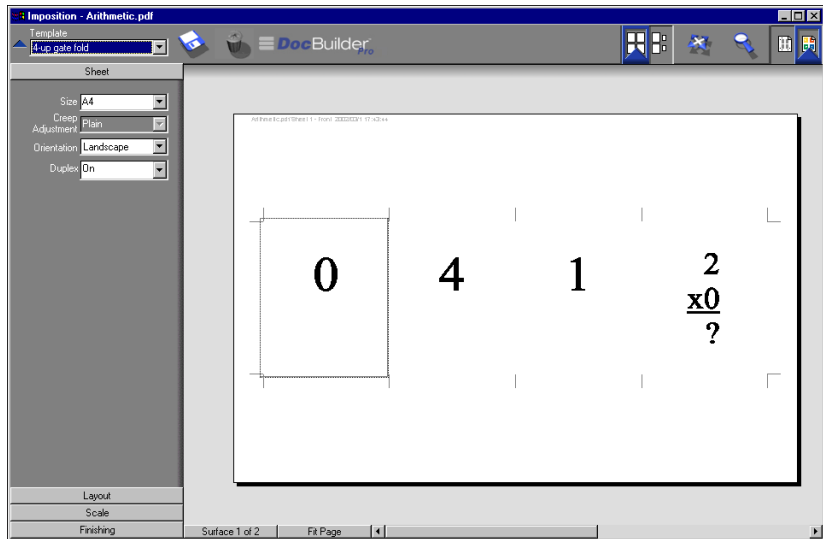 Imposition - Arithmetic.pdf
Template
4-up gate fold
DocBuilder Pro
Sheet
Size A4
Creep Adjustment Plain
Orientation Landscape
Duplex On
0 4 1 2
x0
?
Layout
Scale
Finishing
Surface 1 of 2 Fit Page